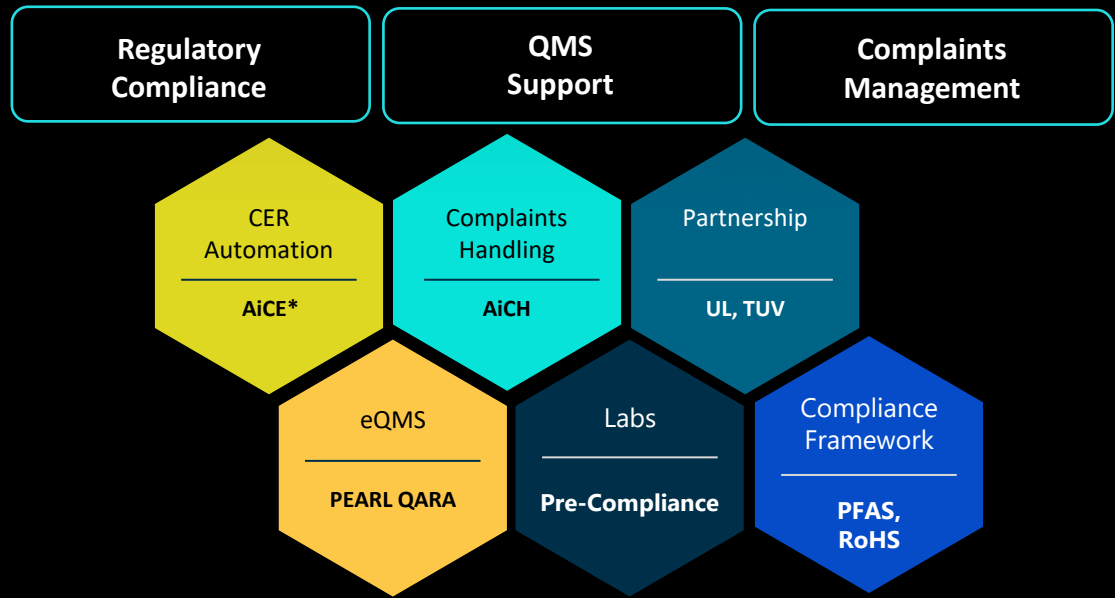 Regulatory
Compliance
QMS
Support
Complaints
Management
CER
Automation
AiCE*
Complaints
Handling
AiCH
Partnership
UL, TUV
eQMS
PEARL QARA
Labs
Pre-Compliance
Compliance
Framework
PFAS,
RoHS